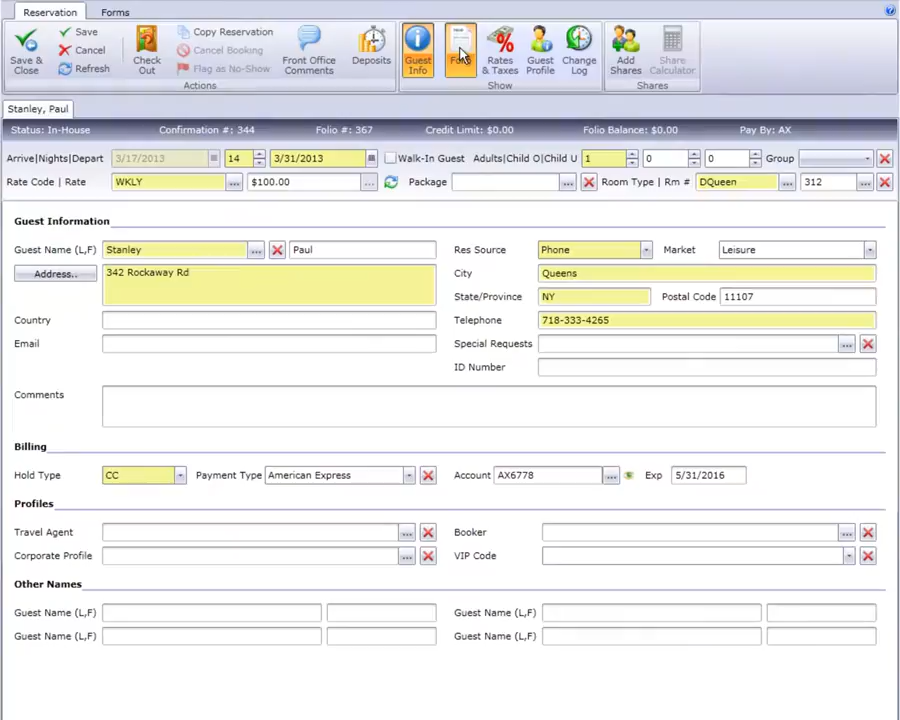 Reservation Forms
Save & Close Save Cancel Refresh Check Out Copy Reservation Cancel Booking Flag as No-Show Front Office Comments Deposits Guest Info Rates & Taxes Guest Profile Change Log Add Shares Share Calculator
Actions Show Shares
Stanley, Paul
Status: In-House Confirmation #: 344 Folio #: 367 Credit Limit: $0.00 Folio Balance: $0.00 Pay By: AX
Arrive|Nights|Depart 3/17/2013 14 3/31/2013 Walk-In Guest Adults|Child O|Child U 1 0 0 Group
Rate Code | Rate WKLY ... $100.00 ... Package ... Room Type | Rm # DQueen ... 312 ...
Guest Information
Guest Name (L,F) Stanley ... Paul Res Source Phone Market Leisure
Address.. 342 Rockaway Rd City Queens
State/Province NY Postal Code 11107
Country Telephone 718-333-4265
Email Special Requests ...
ID Number
Comments
Billing
Hold Type CC Payment Type American Express Account AX6778 ... Exp 5/31/2016
Profiles
Travel Agent ... Booker ...
Corporate Profile ... VIP Code
Other Names
Guest Name (L,F) Guest Name (L,F)
Guest Name (L,F) Guest Name (L,F)